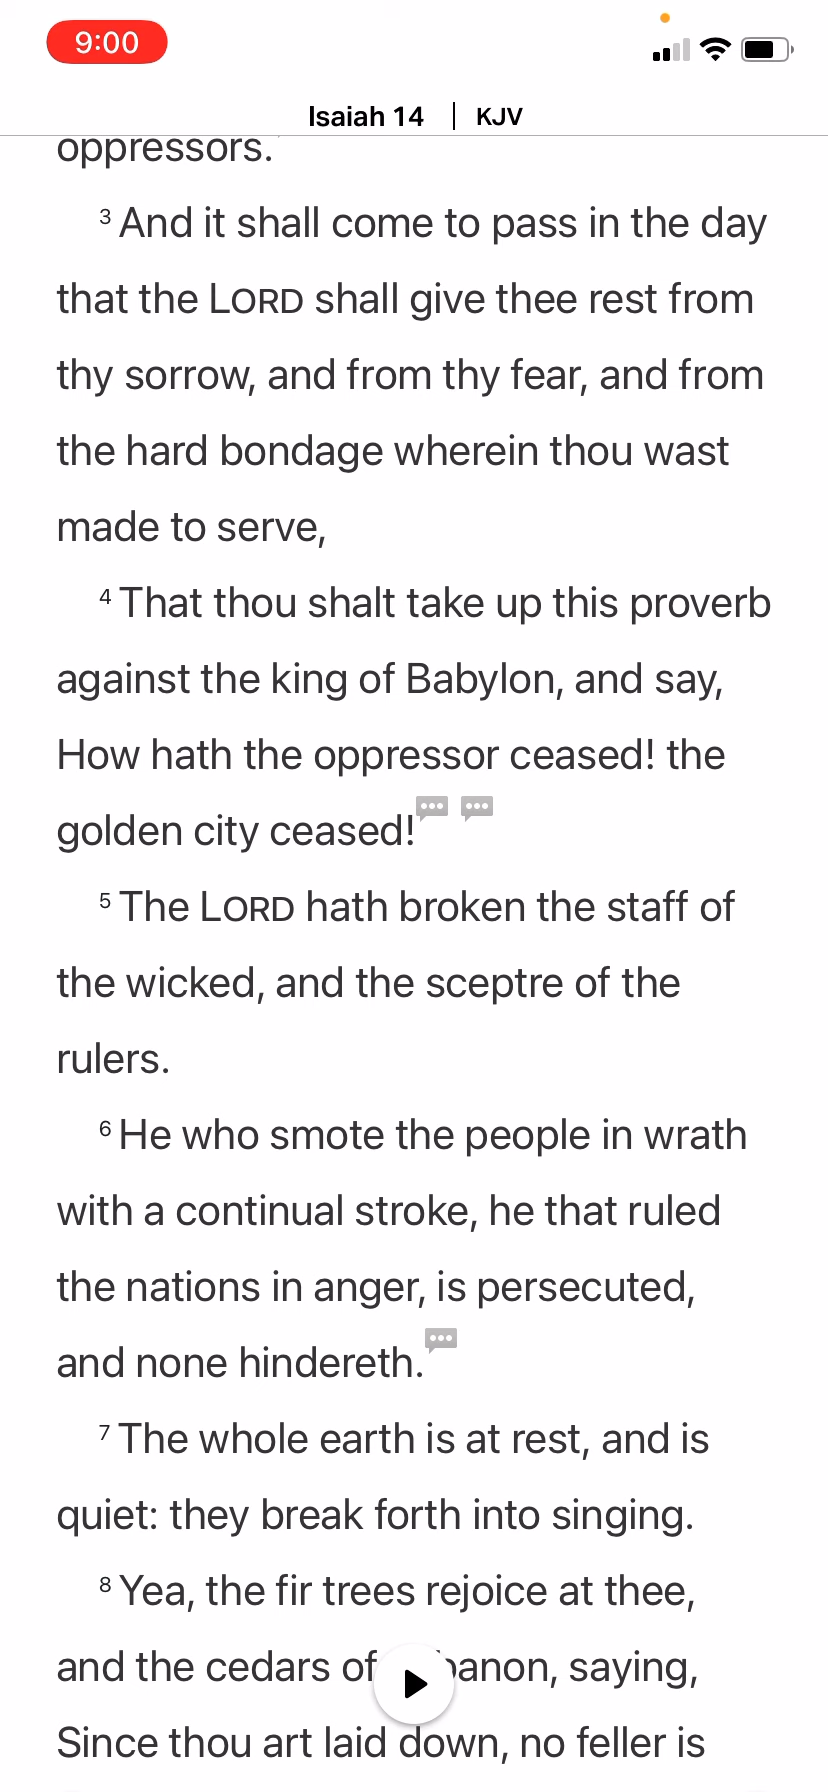 9:00
Isaiah 14 | KJV
oppressors.
3 And it shall come to pass in the day
that the LORD shall give thee rest from
thy sorrow, and from thy fear, and from
the hard bondage wherein thou wast
made to serve,
4 That thou shalt take up this proverb
against the king of Babylon, and say,
How hath the oppressor ceased! the
golden city ceased!
5 The LORD hath broken the staff of
the wicked, and the sceptre of the
rulers.
6 He who smote the people in wrath
with a continual stroke, he that ruled
the nations in anger, is persecuted,
and none hindereth.
7 The whole earth is at rest, and is
quiet: they break forth into singing.
8 Yea, the fir trees rejoice at thee,
and the cedars of banon, saying,
Since thou art laid down, no feller is